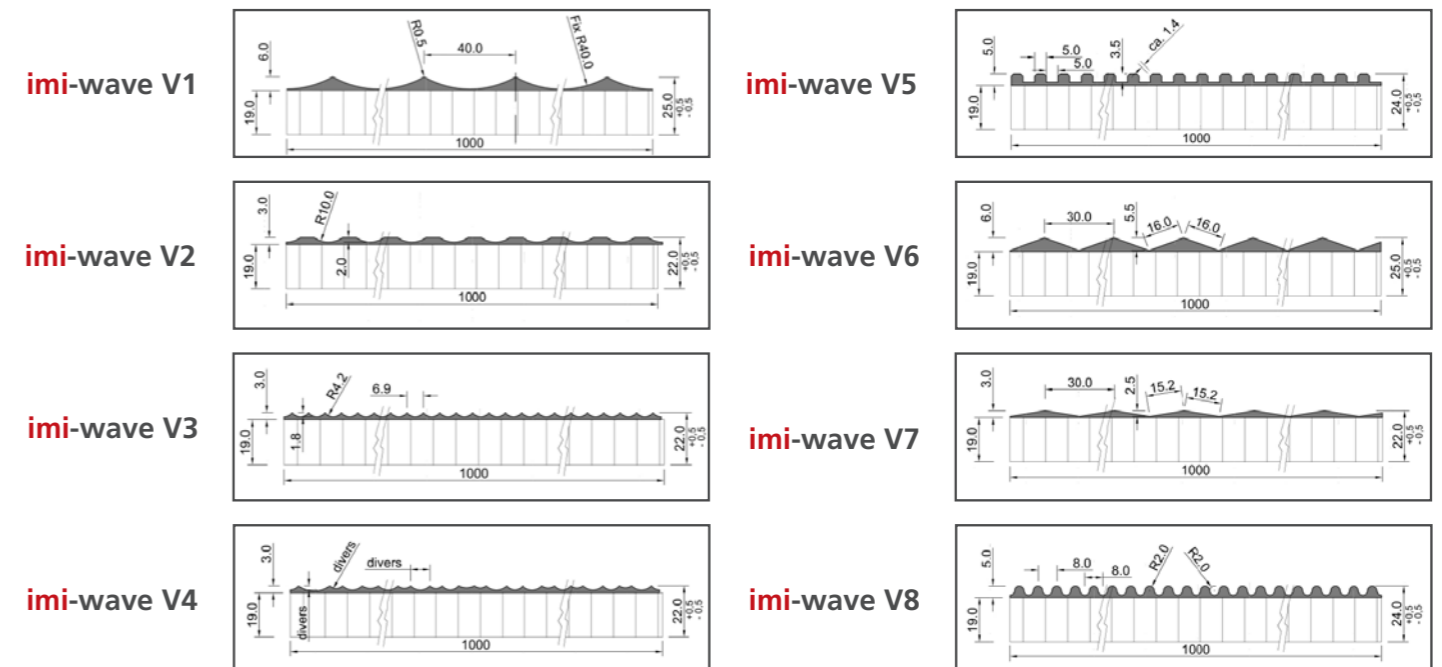 imi-wave V1
6.0
19.0
R0.5
40.0
Fix R40.0
25.0 +0,5 - 0,5
1000
imi-wave V2
3.0
19.0
R10.0
2.0
22.0 +0,5 - 0,5
1000
imi-wave V3
3.0
19.0
1.8
R4.2
6.9
22.0 +0,5 - 0,5
1000
imi-wave V4
3.0
19.0
divers
divers
divers
22.0 +0,5 - 0,5
1000
imi-wave V5
5.0
19.0
5.0
5.0
3.5
ca. 1.4
24.0 +0,5 - 0,5
1000
imi-wave V6
6.0
19.0
30.0
5.5
16.0
16.0
25.0 +0,5 - 0,5
1000
imi-wave V7
3.0
19.0
30.0
2.5
15.2
15.2
22.0 +0,5 - 0,5
1000
imi-wave V8
5.0
19.0
8.0
8.0
R2.0
R2.0
24.0 +0,5 - 0,5
1000